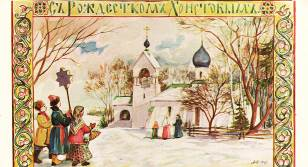 Съ Рождествомъ Христовымъ